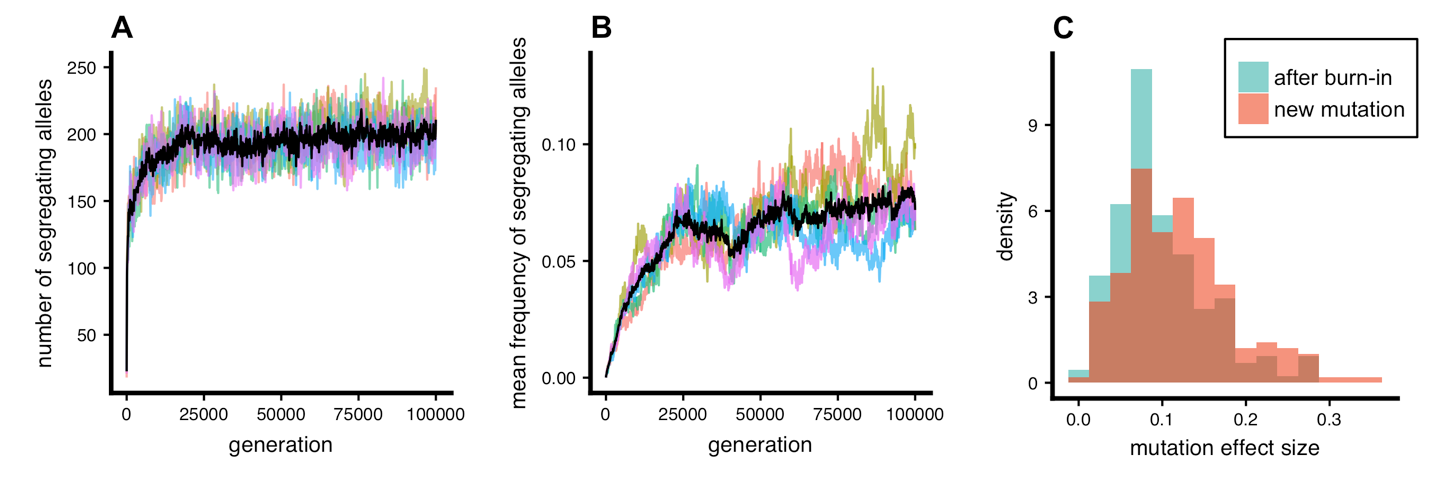 A
number of segregating alleles
250
200
150
100
50
0
25000
50000
75000
100000
generation
B
mean frequency of segregating alleles
0.10
0.05
0.00
0
25000
50000
75000
100000
generation
C
after burn-in
new mutation
density
9
6
3
0
0.0
0.1
0.2
0.3
mutation effect size